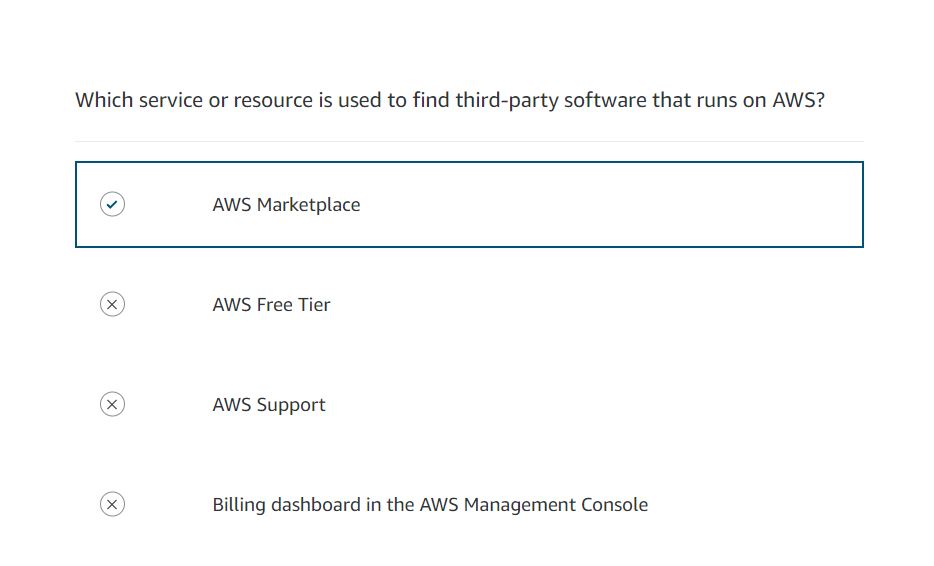 Which service or resource is used to find third-party software that runs on AWS?
AWS Marketplace
AWS Free Tier
AWS Support
Billing dashboard in the AWS Management Console